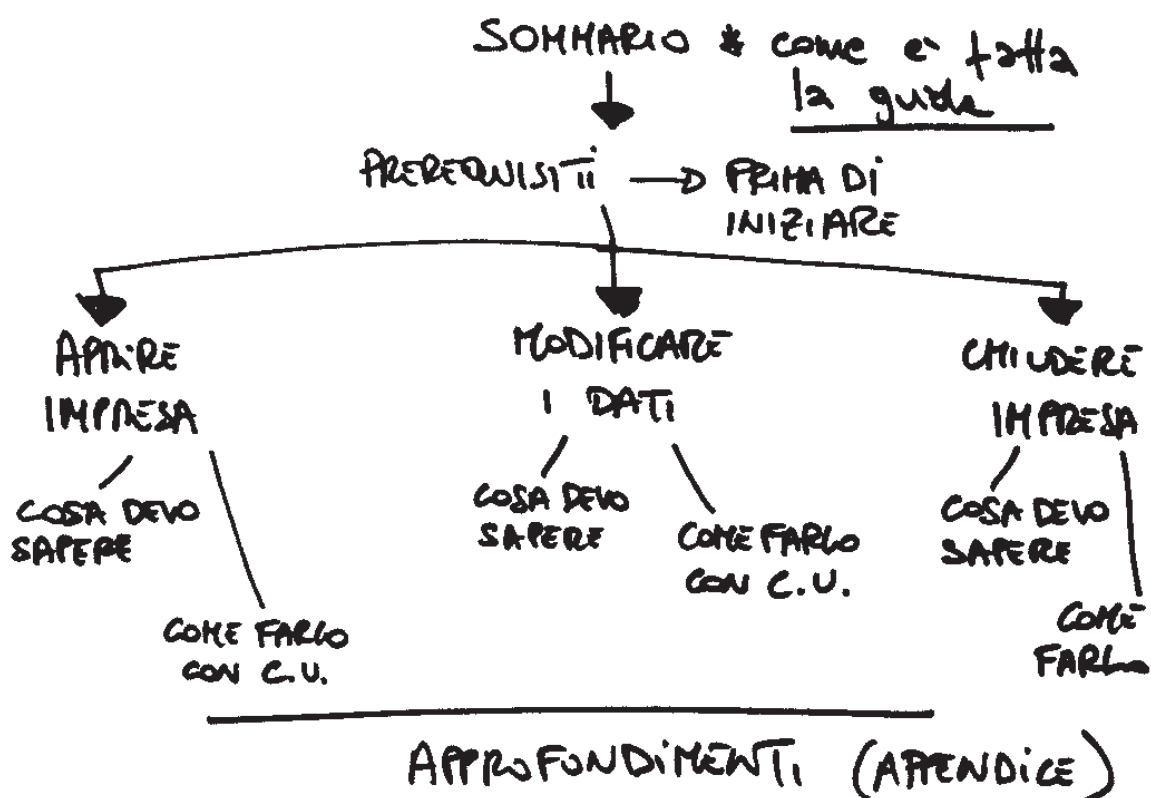 SOMMARIO * come è fatta
la guida
PREREQUISITI → PRIMA DI
INIZIARE
APRIRE
IMPRESA
MODIFICARE
I DATI
CHIUDERE
IMPRESA
COSA DEVO
SAPERE
COME FARLO
CON C.U.
COSA DEVO
SAPERE
COME FARLO
CON C.U.
COSA DEVO
SAPERE
COME
FARLO
APPROFONDIMENTI (APPENDICE)